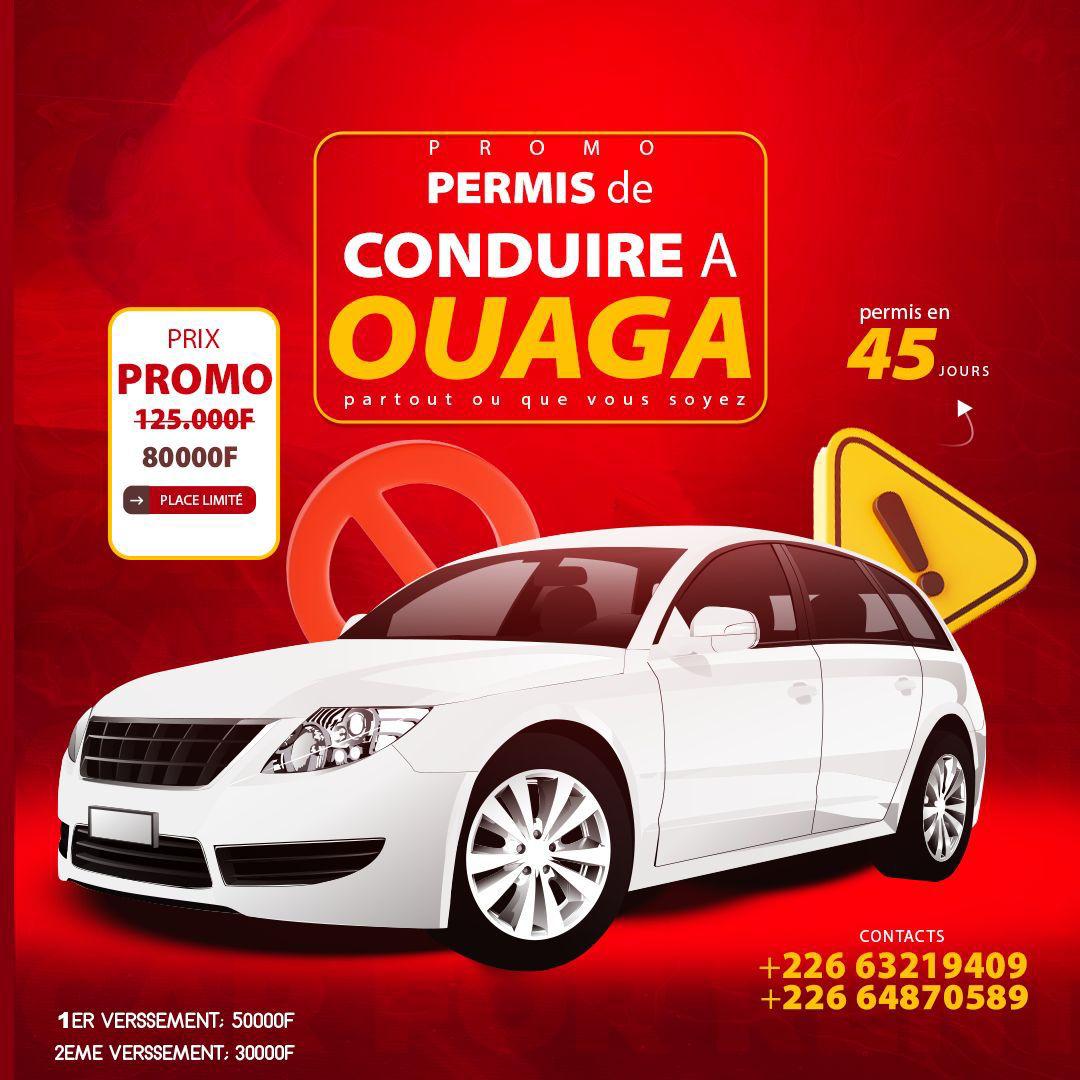 PROMO
PERMIS de
CONDUIRE A
OUAGA
partout ou que vous soyez
PRIX
PROMO
125.000F
80000F
→ PLACE LIMITÉ
permis en
45 JOURS
CONTACTS
+226 63219409
+226 64870589
1ER VERSSEMENT; 50000F
2EME VERSSEMENT; 30000F